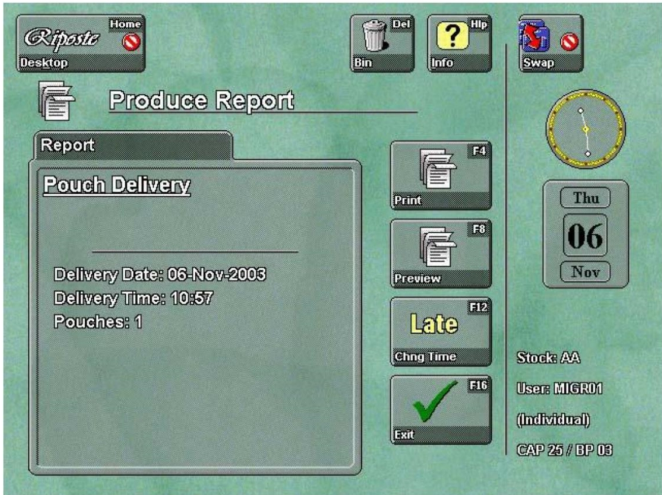 Riposte
Home
Desktop
Del
Bin
?
Hlp
Info
Swap
Produce Report
Report
Pouch Delivery
Delivery Date: 06-Nov-2003
Delivery Time: 10:57
Pouches: 1
F4
Print
F8
Preview
F12
Late
Chng Time
F16
Exit
Thu
06
Nov
Stock: AA
User: MIGR01
(Individual)
CAP 25 / BP 03